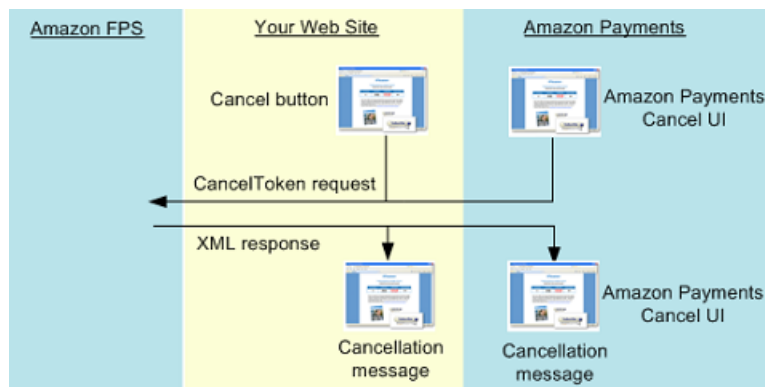 Amazon FPS
Your Web Site
Amazon Payments
Cancel button
Amazon Payments
Cancel UI
CancelToken request
XML response
Amazon Payments
Cancel UI
Cancellation
message
Cancellation
message